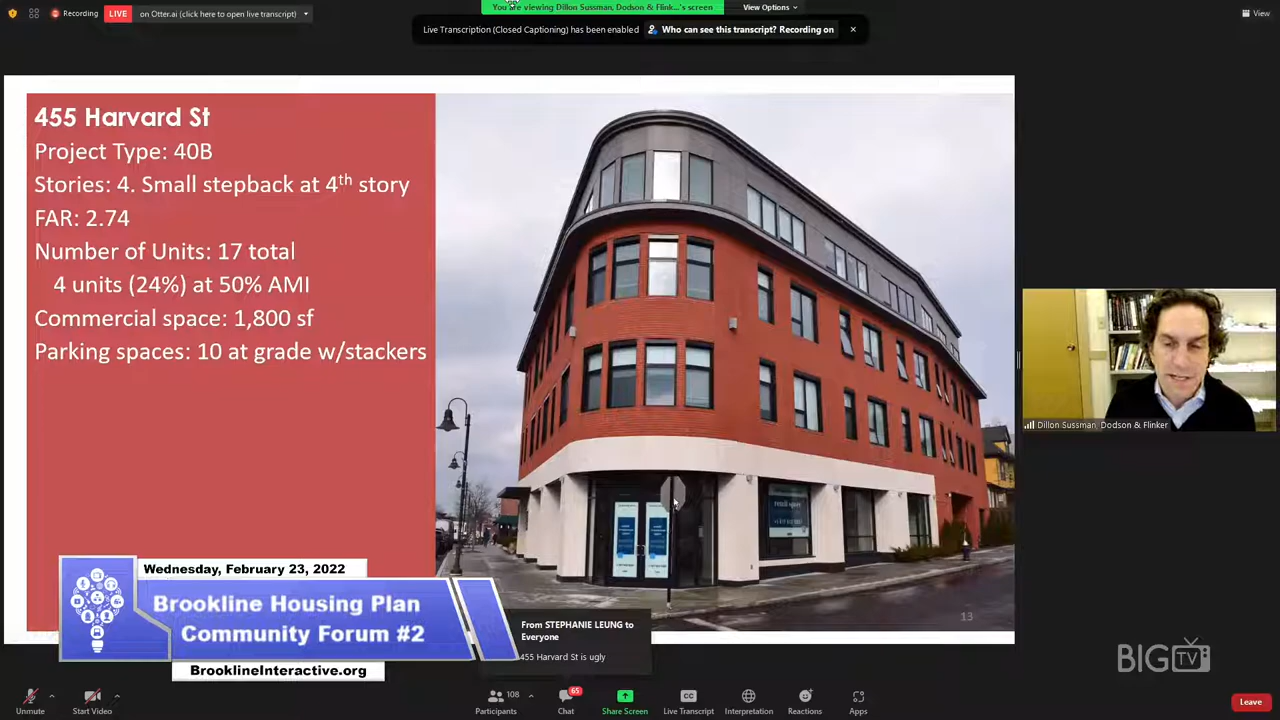 Recording
LIVE
on Otter.ai (click here to open live transcript)
You are viewing Dillon Sussman, Dodson & Flink...'s screen
View Options
View
Live Transcription (Closed Captioning) has been enabled
Who can see this transcript? Recording on
455 Harvard St
Project Type: 40B
Stories: 4. Small stepback at 4th story
FAR: 2.74
Number of Units: 17 total
4 units (24%) at 50% AMI
Commercial space: 1,800 sf
Parking spaces: 10 at grade w/stackers
retail space
13
Dillon Sussman, Dodson & Flinker
Wednesday, February 23, 2022
Brookline Housing Plan
Community Forum #2
BrooklineInteractive.org
From STEPHANIE LEUNG to
Everyone
455 Harvard St is ugly
BIG TV
Unmute
Start Video
Participants
108
Chat
65
Share Screen
CC
Live Transcript
Interpretation
Reactions
Apps
Leave